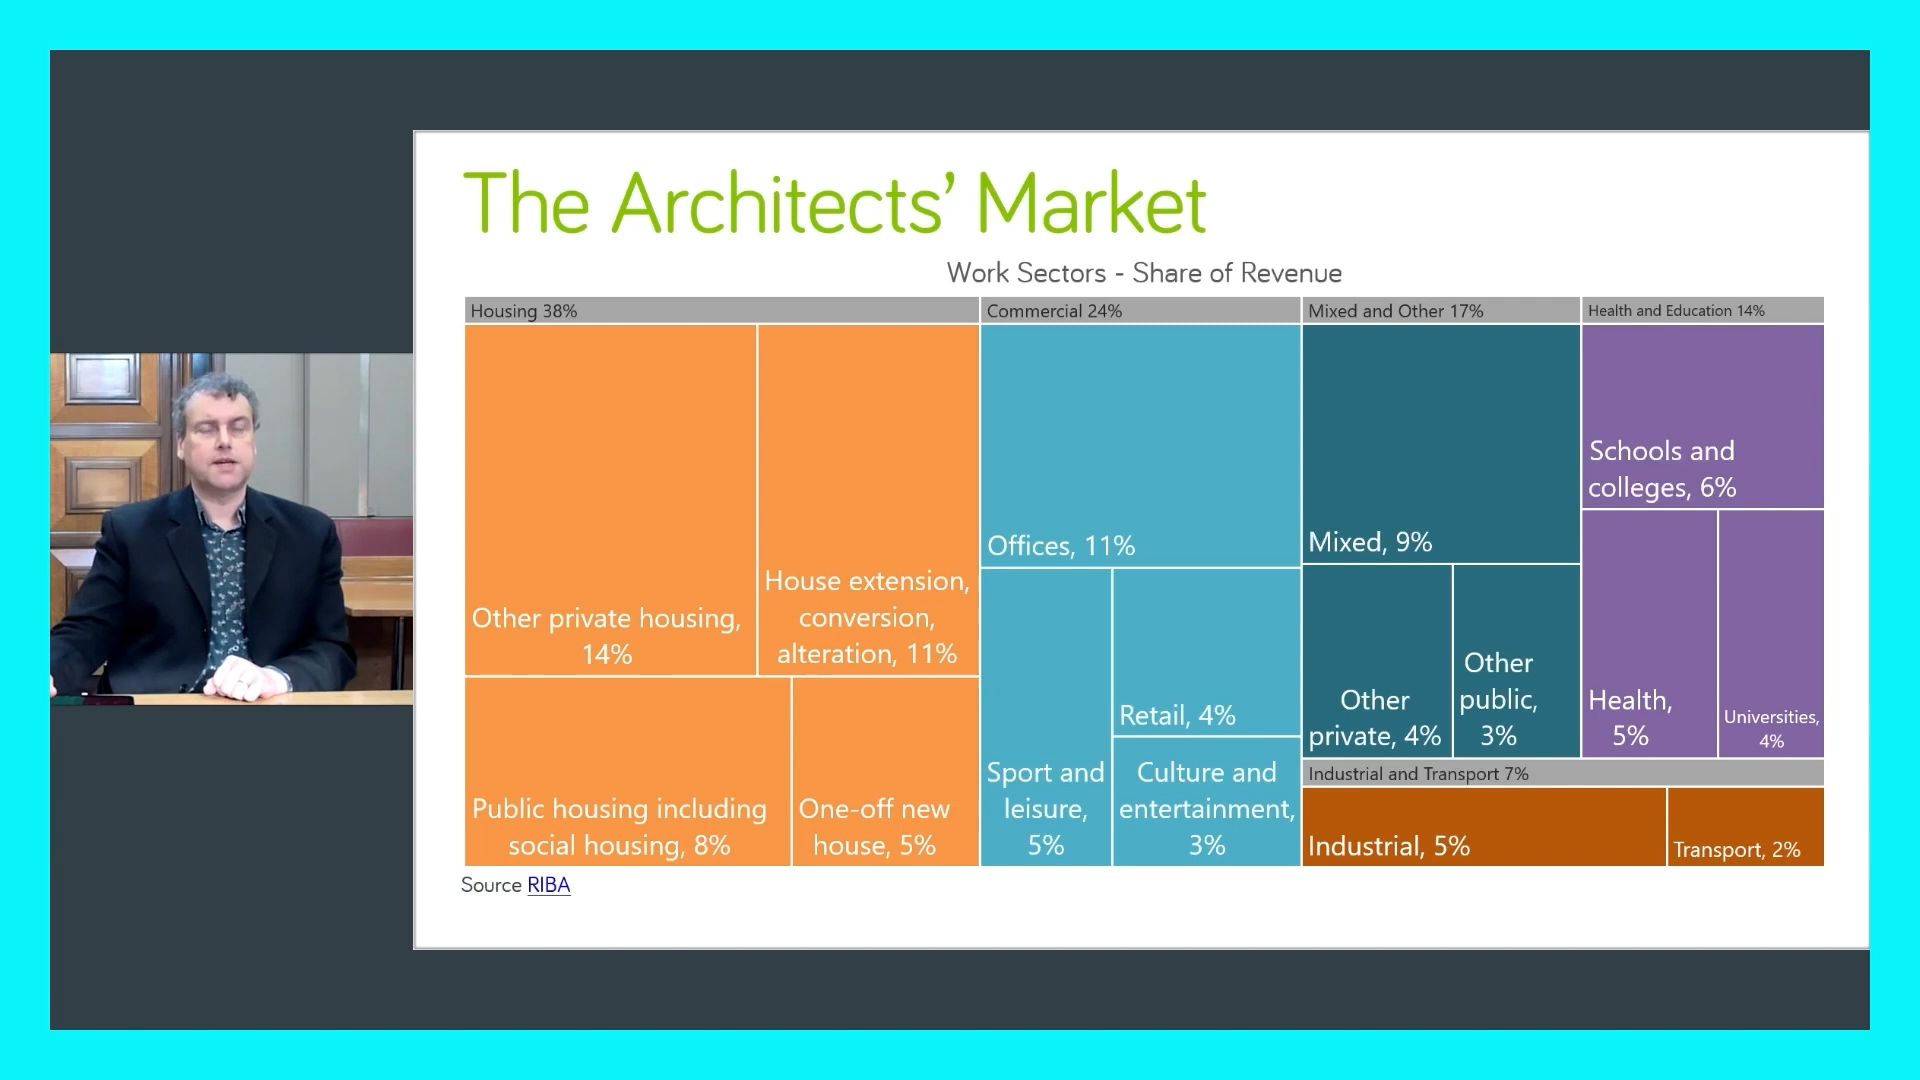 The Architects’ Market
Work Sectors - Share of Revenue
Housing 38%
Other private housing,
14%
House extension,
conversion,
alteration, 11%
Public housing including
social housing, 8%
One-off new
house, 5%
Commercial 24%
Offices, 11%
Sport and
leisure,
5%
Retail, 4%
Culture and
entertainment,
3%
Mixed and Other 17%
Mixed, 9%
Other
private, 4%
Other
public,
3%
Health and Education 14%
Schools and
colleges, 6%
Health,
5%
Universities,
4%
Industrial and Transport 7%
Industrial, 5%
Transport, 2%
Source RIBA